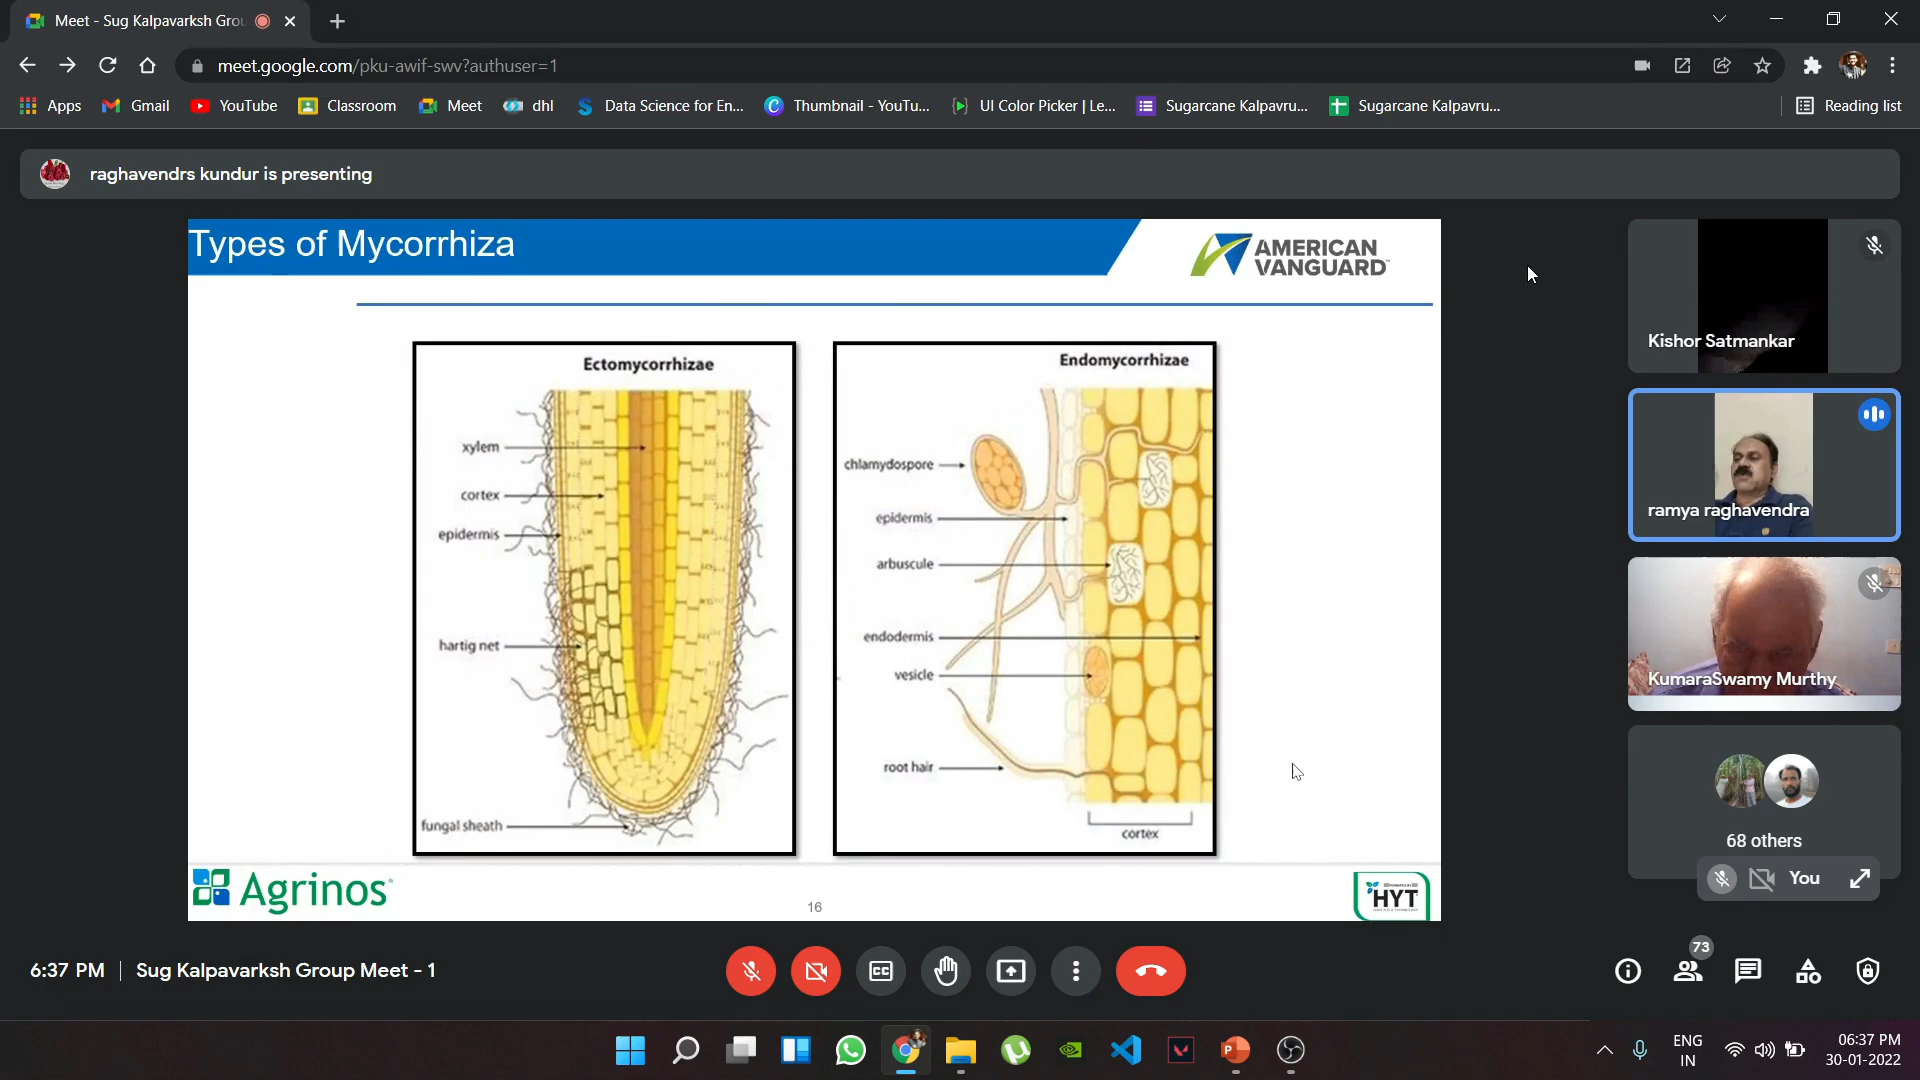 Meet - Sug Kalpavarksh Grou
meet.google.com/pku-awif-swv?authuser=1
Apps
Gmail
YouTube
Classroom
Meet
dhl
Data Science for En...
Thumbnail - YouTu...
UI Color Picker | Le...
Sugarcane Kalpavru...
Sugarcane Kalpavru...
Reading list
raghavendrs kundur is presenting
Types of Mycorrhiza
AMERICAN
VANGUARD
Ectomycorrhizae
xylem
cortex
epidermis
hartig net
fungal sheath
Endomycorrhizae
chlamydospore
epidermis
arbuscule
endodermis
vesicle
root hair
cortex
Agrinos
16
HYT
Kishor Satmankar
ramya raghavendra
KumaraSwamy Murthy
68 others
You
6:37 PM | Sug Kalpavarksh Group Meet - 1
CC
73
ENG
IN
06:37 PM
30-01-2022